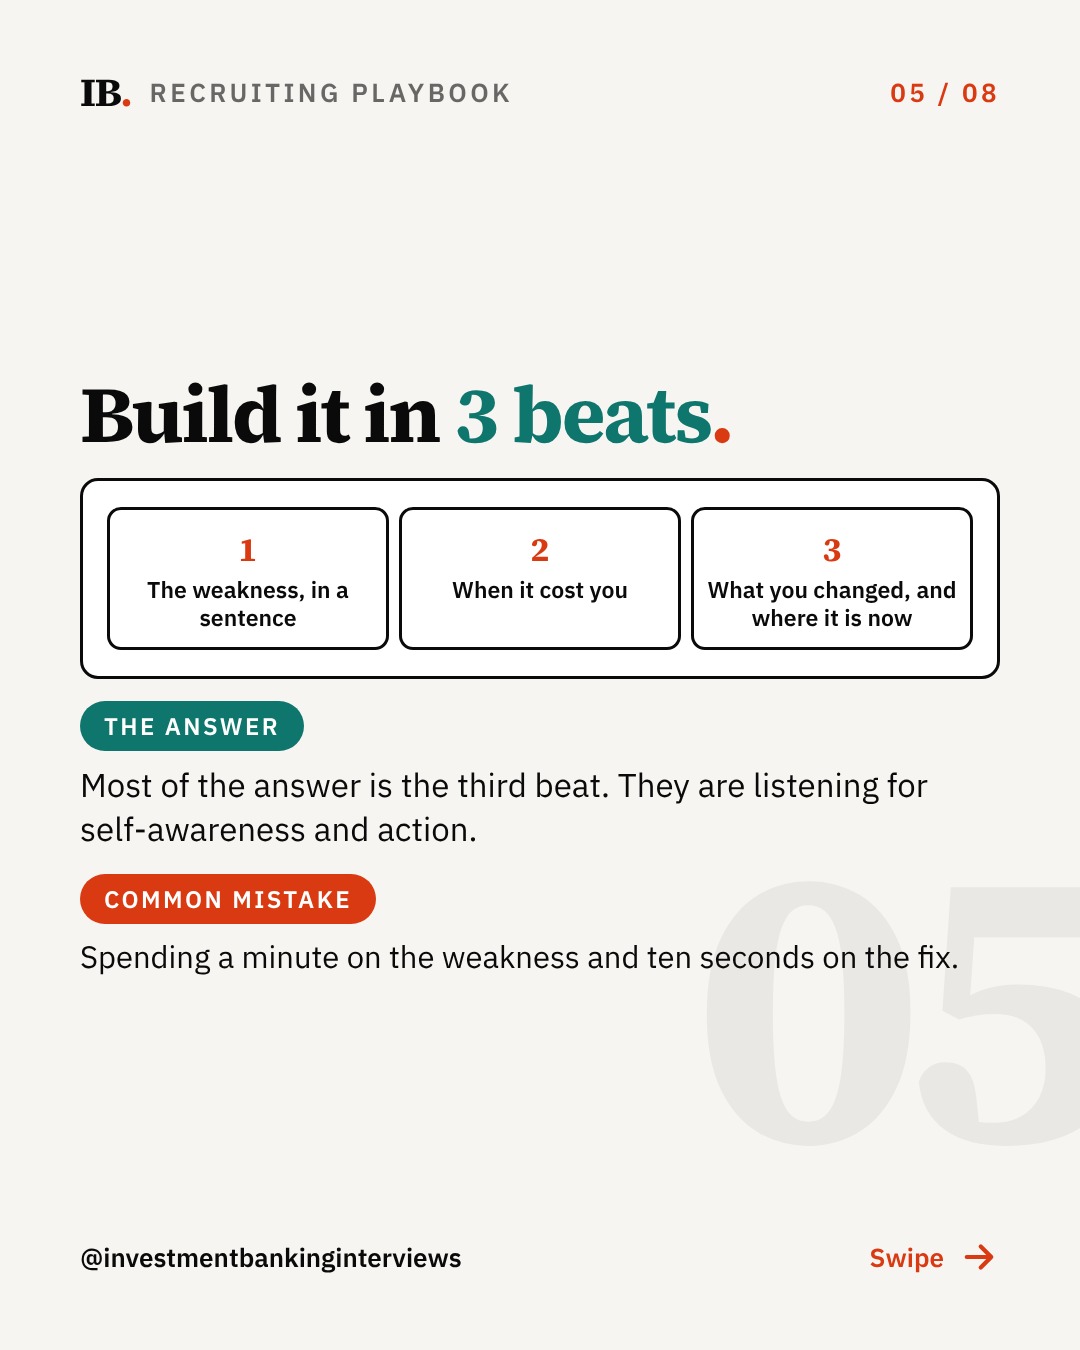 IB. RECRUITING PLAYBOOK
05 / 08
Build it in 3 beats.
1
The weakness, in a
sentence
2
When it cost you
3
What you changed, and
where it is now
THE ANSWER
Most of the answer is the third beat. They are listening for
self-awareness and action.
COMMON MISTAKE
Spending a minute on the weakness and ten seconds on the fix.
05
@investmentbankinginterviews
Swipe →